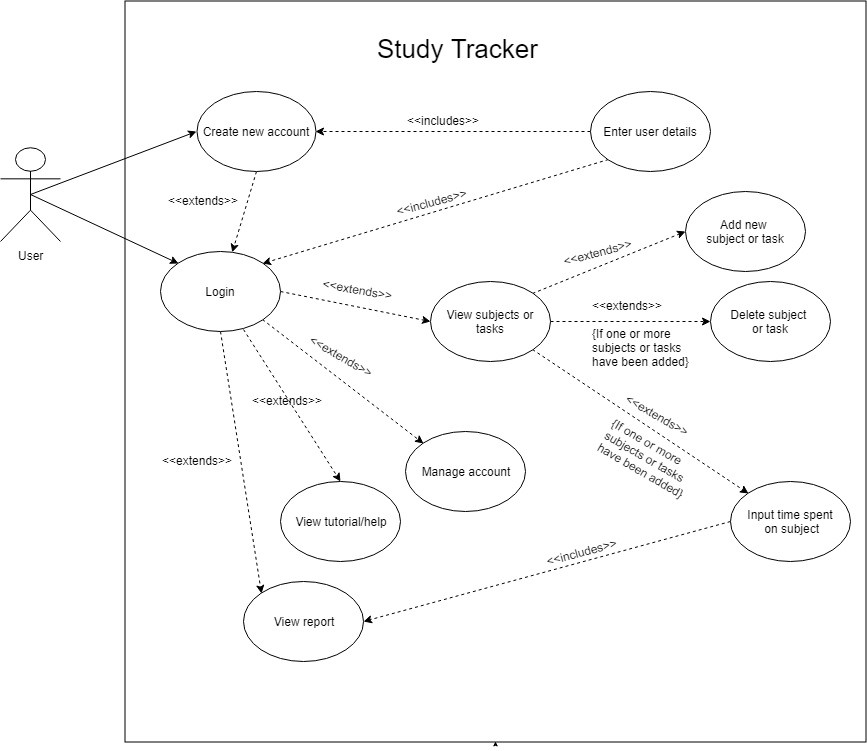 Study Tracker
Create new account
<<includes>>
Enter user details
<<extends>>
<<includes>>
User
Add new
subject or task
<<extends>>
Login
<<extends>>
View subjects or
tasks
<<extends>>
Delete subject
or task
{If one or more
subjects or tasks
have been added}
<<extends>>
<<extends>>
<<extends>>
{If one or more
subjects or tasks
have been added}
<<extends>>
Manage account
View tutorial/help
Input time spent
on subject
<<includes>>
View report